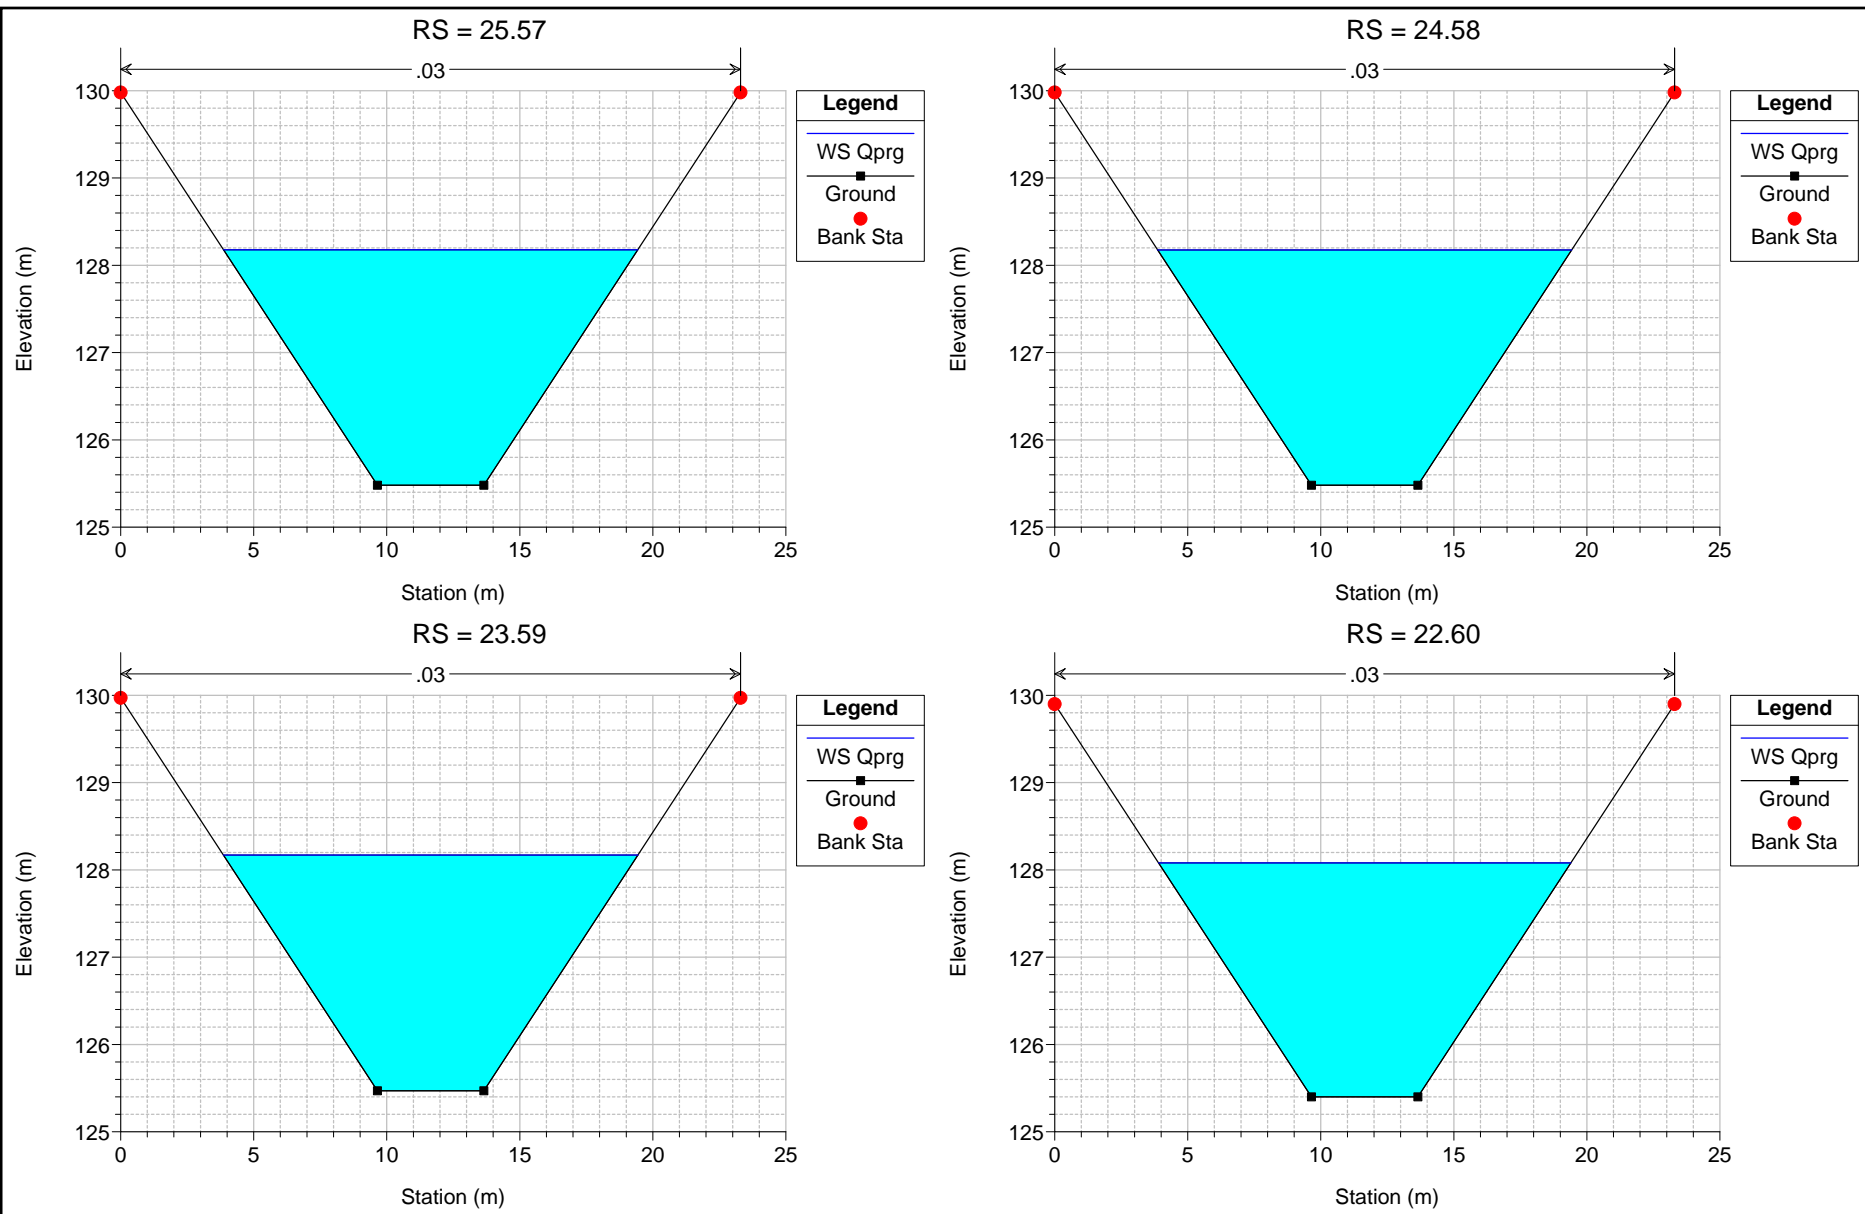 RS = 25.57
.03
130
129
128
127
126
125
0 5 10 15 20 25
Elevation (m)
Station (m)
Legend
WS Qprg
Ground
Bank Sta
RS = 24.58
.03
130
129
128
127
126
125
0 5 10 15 20 25
Elevation (m)
Station (m)
Legend
WS Qprg
Ground
Bank Sta
RS = 23.59
.03
130
129
128
127
126
125
0 5 10 15 20 25
Elevation (m)
Station (m)
Legend
WS Qprg
Ground
Bank Sta
RS = 22.60
.03
130
129
128
127
126
125
0 5 10 15 20 25
Elevation (m)
Station (m)
Legend
WS Qprg
Ground
Bank Sta